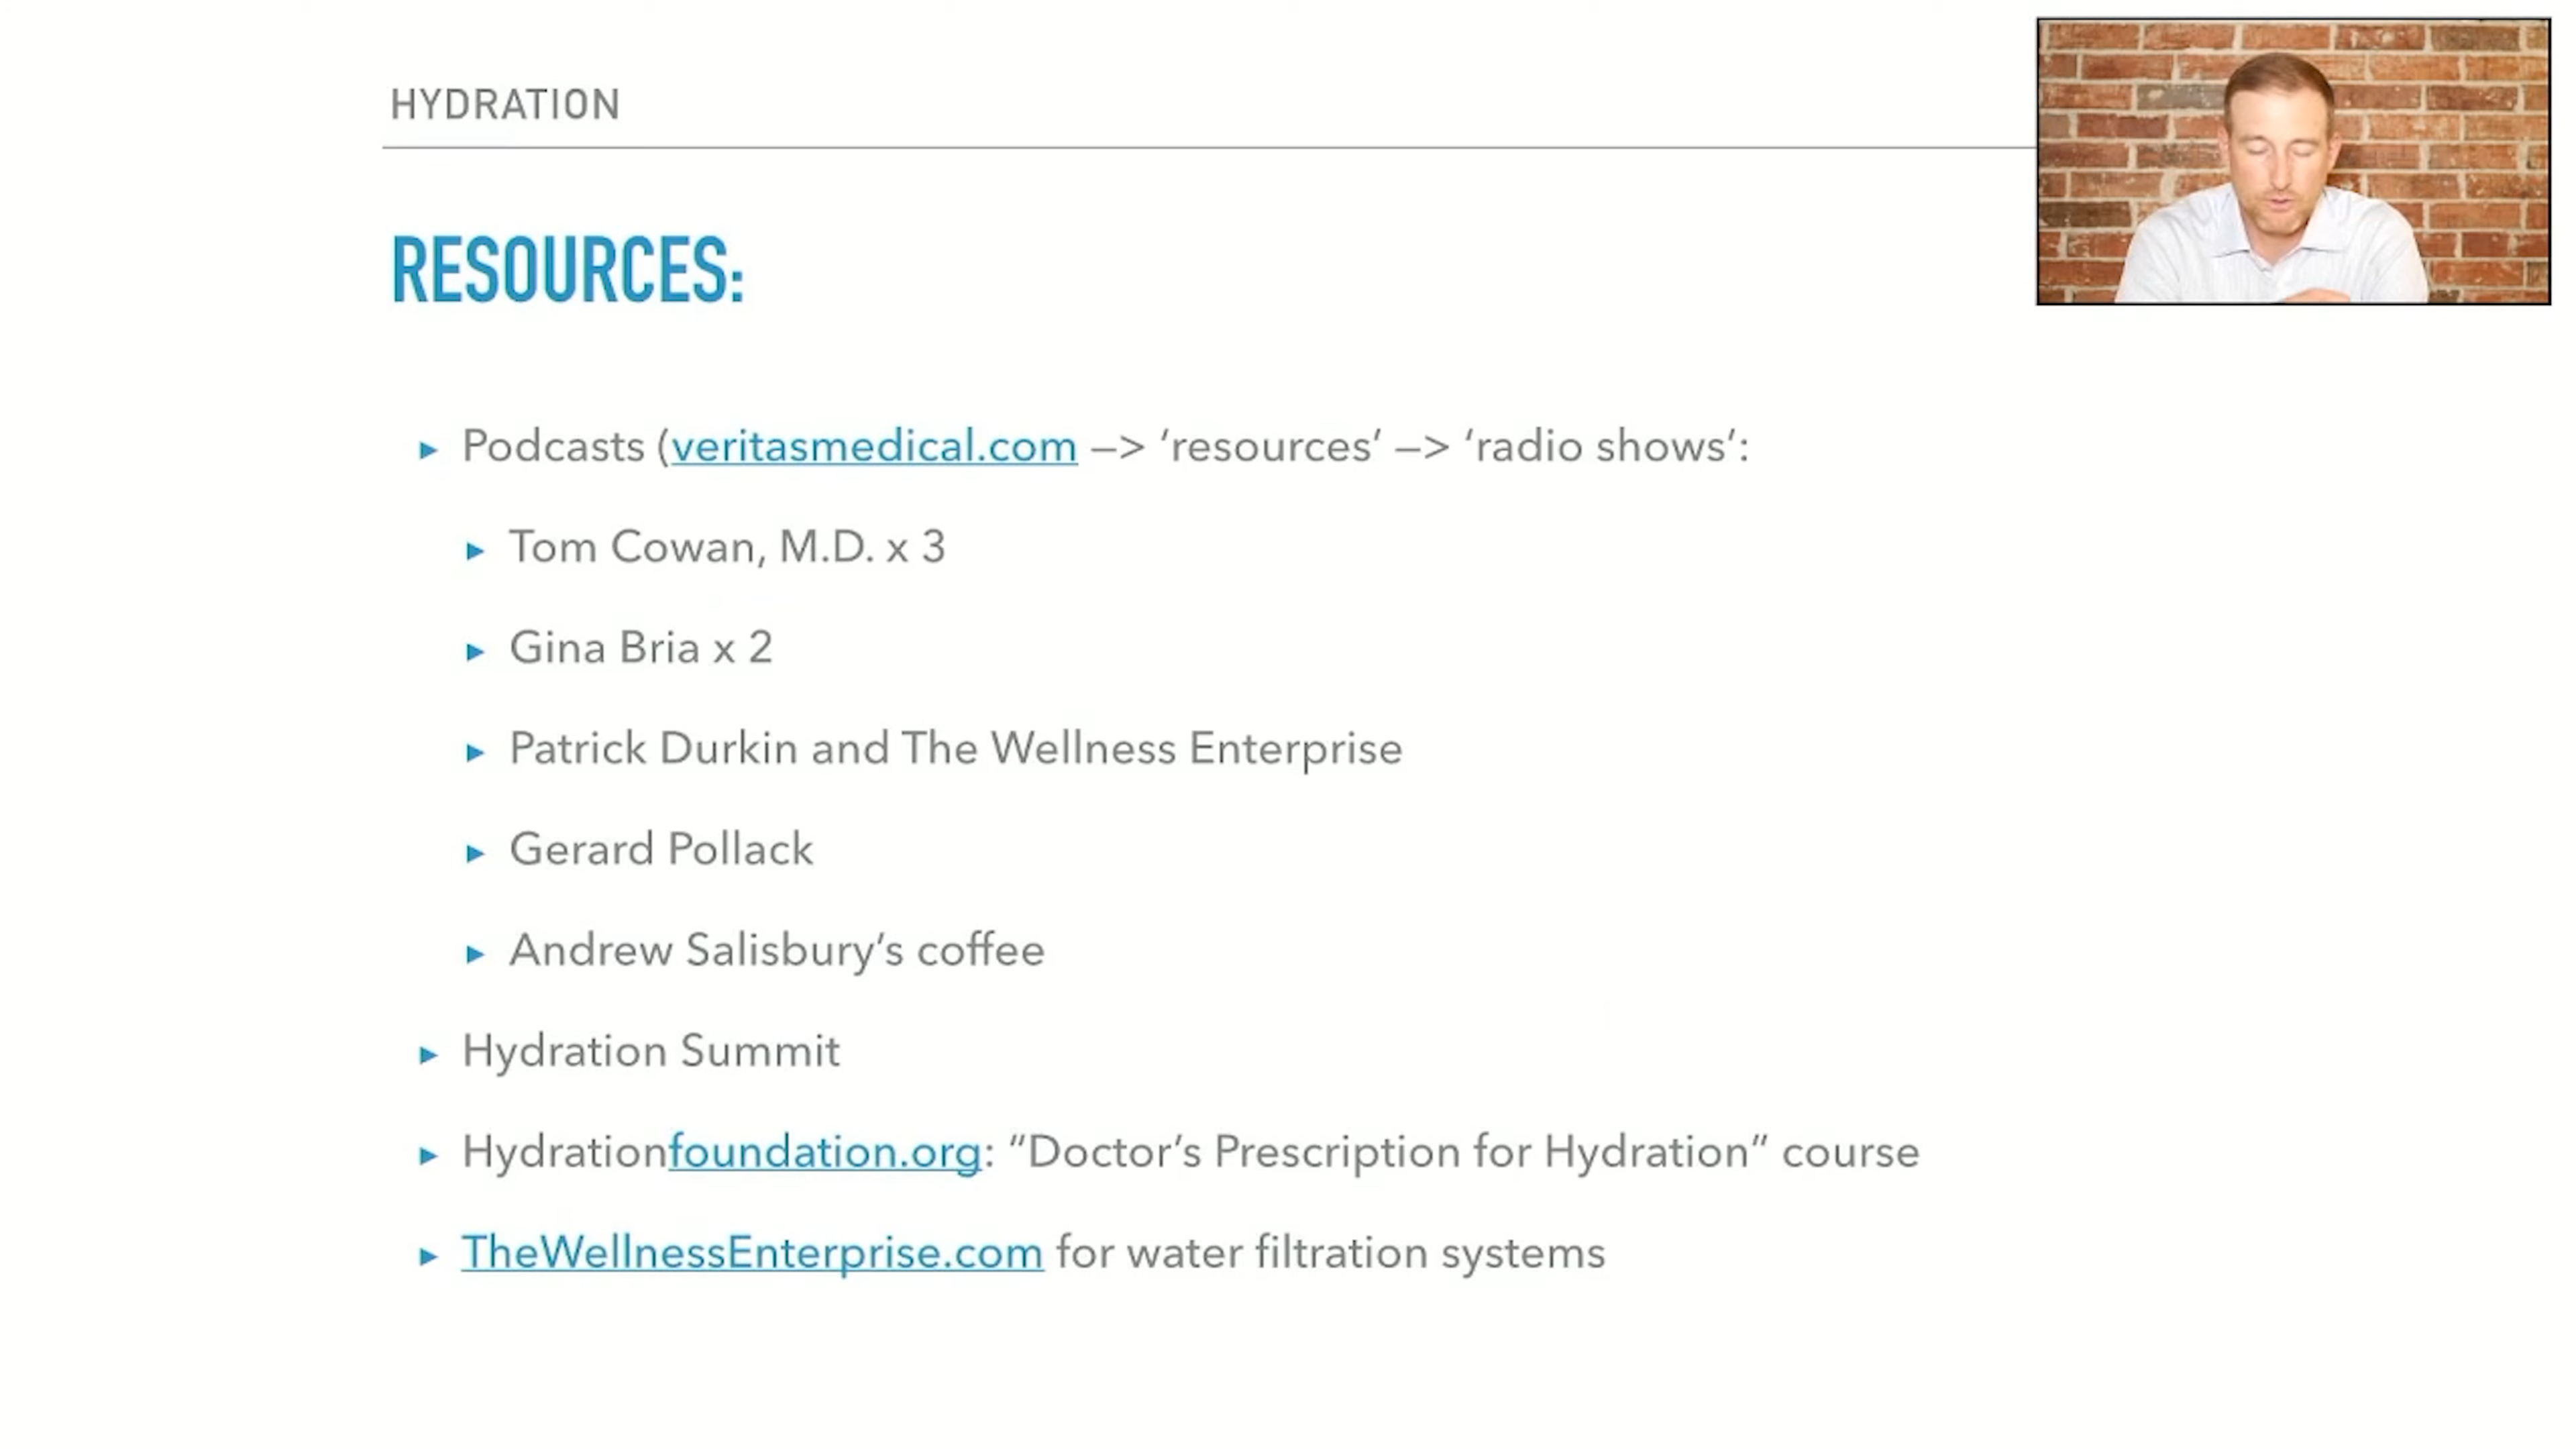 HYDRATION
RESOURCES:
▸ Podcasts (veritasmedical.com —> ‘resources’ —> ‘radio shows’:
▸ Tom Cowan, M.D. x 3
▸ Gina Bria x 2
▸ Patrick Durkin and The Wellness Enterprise
▸ Gerard Pollack
▸ Andrew Salisbury’s coffee
▸ Hydration Summit
▸ Hydrationfoundation.org: “Doctor’s Prescription for Hydration” course
▸ TheWellnessEnterprise.com for water filtration systems